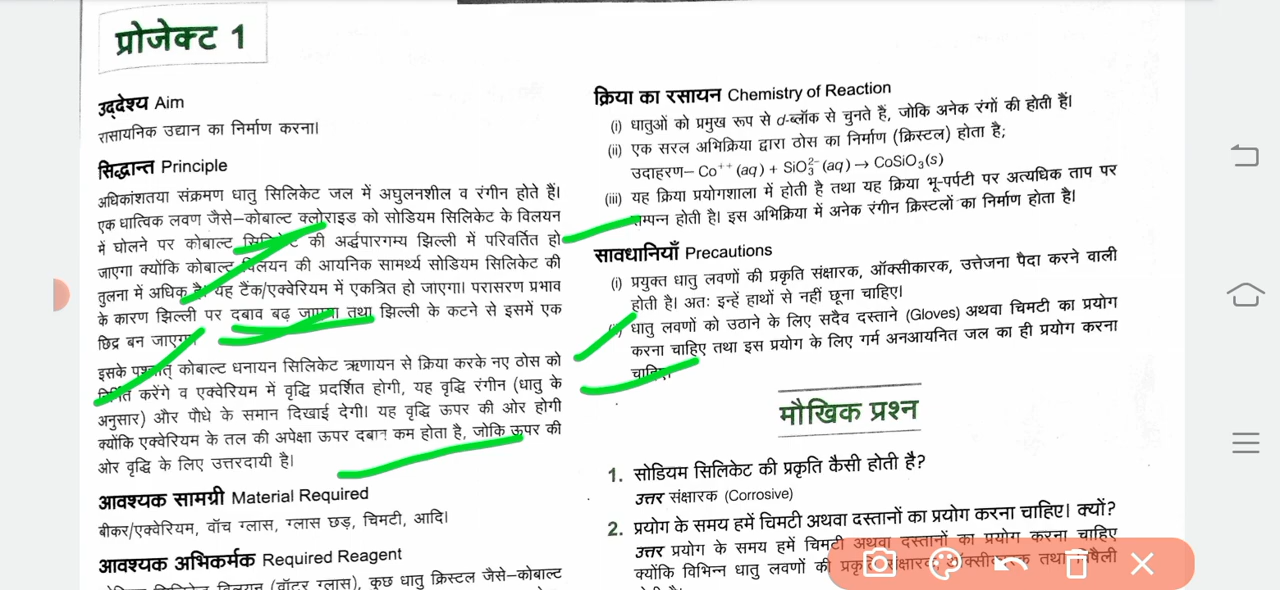 प्रोजेक्ट 1
उद्देश्य Aim
रासायनिक उद्यान का निर्माण करना।
सिद्धान्त Principle
अधिकांशतया संक्रमण धातु सिलिकेट जल में अघुलनशील व रंगीन होते हैं।
एक धात्विक लवण जैसे–कोबाल्ट क्लोराइड को सोडियम सिलिकेट के विलयन
में घोलने पर कोबाल्ट सिलिकेट की अर्द्धपारगम्य झिल्ली में परिवर्तित हो
जाएगा क्योंकि कोबाल्ट विलयन की आयनिक सामर्थ्य सोडियम सिलिकेट की
तुलना में अधिक है। यह टैंक/एक्वेरियम में एकत्रित हो जाएगा। परासरण प्रभाव
के कारण झिल्ली पर दबाव बढ़ जाएगा तथा झिल्ली के कटने से इसमें एक
छिद्र बन जाएगा।
इसके पश्चात् कोबाल्ट धनायन सिलिकेट ऋणायन से क्रिया करके नए ठोस को
निर्मित करेंगे व एक्वेरियम में वृद्धि प्रदर्शित होगी, यह वृद्धि रंगीन (धातु के
अनुसार) और पौधे के समान दिखाई देगी। यह वृद्धि ऊपर की ओर होगी
क्योंकि एक्वेरियम के तल की अपेक्षा ऊपर दबाव कम होता है, जोकि ऊपर की
ओर वृद्धि के लिए उत्तरदायी है।
आवश्यक सामग्री Material Required
बीकर/एक्वेरियम, वॉच ग्लास, ग्लास छड़, चिमटी, आदि।
आवश्यक अभिकर्मक Required Reagent
विलयन (वॉटर ग्लास), कुछ धातु क्रिस्टल जैसे–कोबाल्ट
क्रिया का रसायन Chemistry of Reaction
(i) धातुओं को प्रमुख रूप से d-ब्लॉक से चुनते हैं, जोकि अनेक रंगों की होती हैं।
(ii) एक सरल अभिक्रिया द्वारा ठोस का निर्माण (क्रिस्टल) होता है;
उदाहरण– Co⁺⁺ (aq) + SiO₃²⁻ (aq) → CoSiO₃(s)
(iii) यह क्रिया प्रयोगशाला में होती है तथा यह क्रिया भू-पर्पटी पर अत्यधिक ताप पर
सम्पन्न होती है। इस अभिक्रिया में अनेक रंगीन क्रिस्टलों का निर्माण होता है।
सावधानियाँ Precautions
(i) प्रयुक्त धातु लवणों की प्रकृति संक्षारक, ऑक्सीकारक, उत्तेजना पैदा करने वाली
होती है। अतः इन्हें हाथों से नहीं छूना चाहिए।
(ii) धातु लवणों को उठाने के लिए सदैव दस्ताने (Gloves) अथवा चिमटी का प्रयोग
करना चाहिए तथा इस प्रयोग के लिए गर्म अनआयनित जल का ही प्रयोग करना
चाहिए।
मौखिक प्रश्न
1. सोडियम सिलिकेट की प्रकृति कैसी होती है?
उत्तर संक्षारक (Corrosive)
2. प्रयोग के समय हमें चिमटी अथवा दस्तानों का प्रयोग करना चाहिए। क्यों?
उत्तर प्रयोग के समय हमें चिमटी अथवा दस्तानों का प्रयोग करना चाहिए
क्योंकि विभिन्न धातु लवणों की प्रकृति संक्षारक, ऑक्सीकारक तथा विषैली